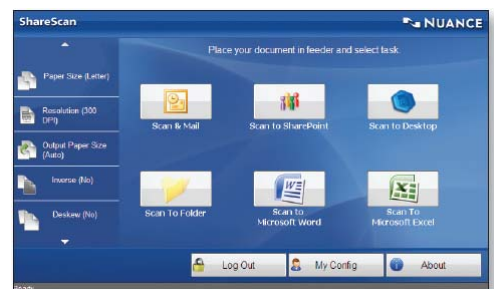 ShareScan
NUANCE
Place your document in feeder and select task.
Paper Size (Letter)
Resolution (300
DPI)
Output Paper Size
(Auto)
Inverse (No)
Deskew (No)
Scan & Mail
Scan to SharePoint
Scan to Desktop
Scan To Folder
Scan to
Microsoft Word
Scan To
Microsoft Excel
Log Out
My Config
About
Ready